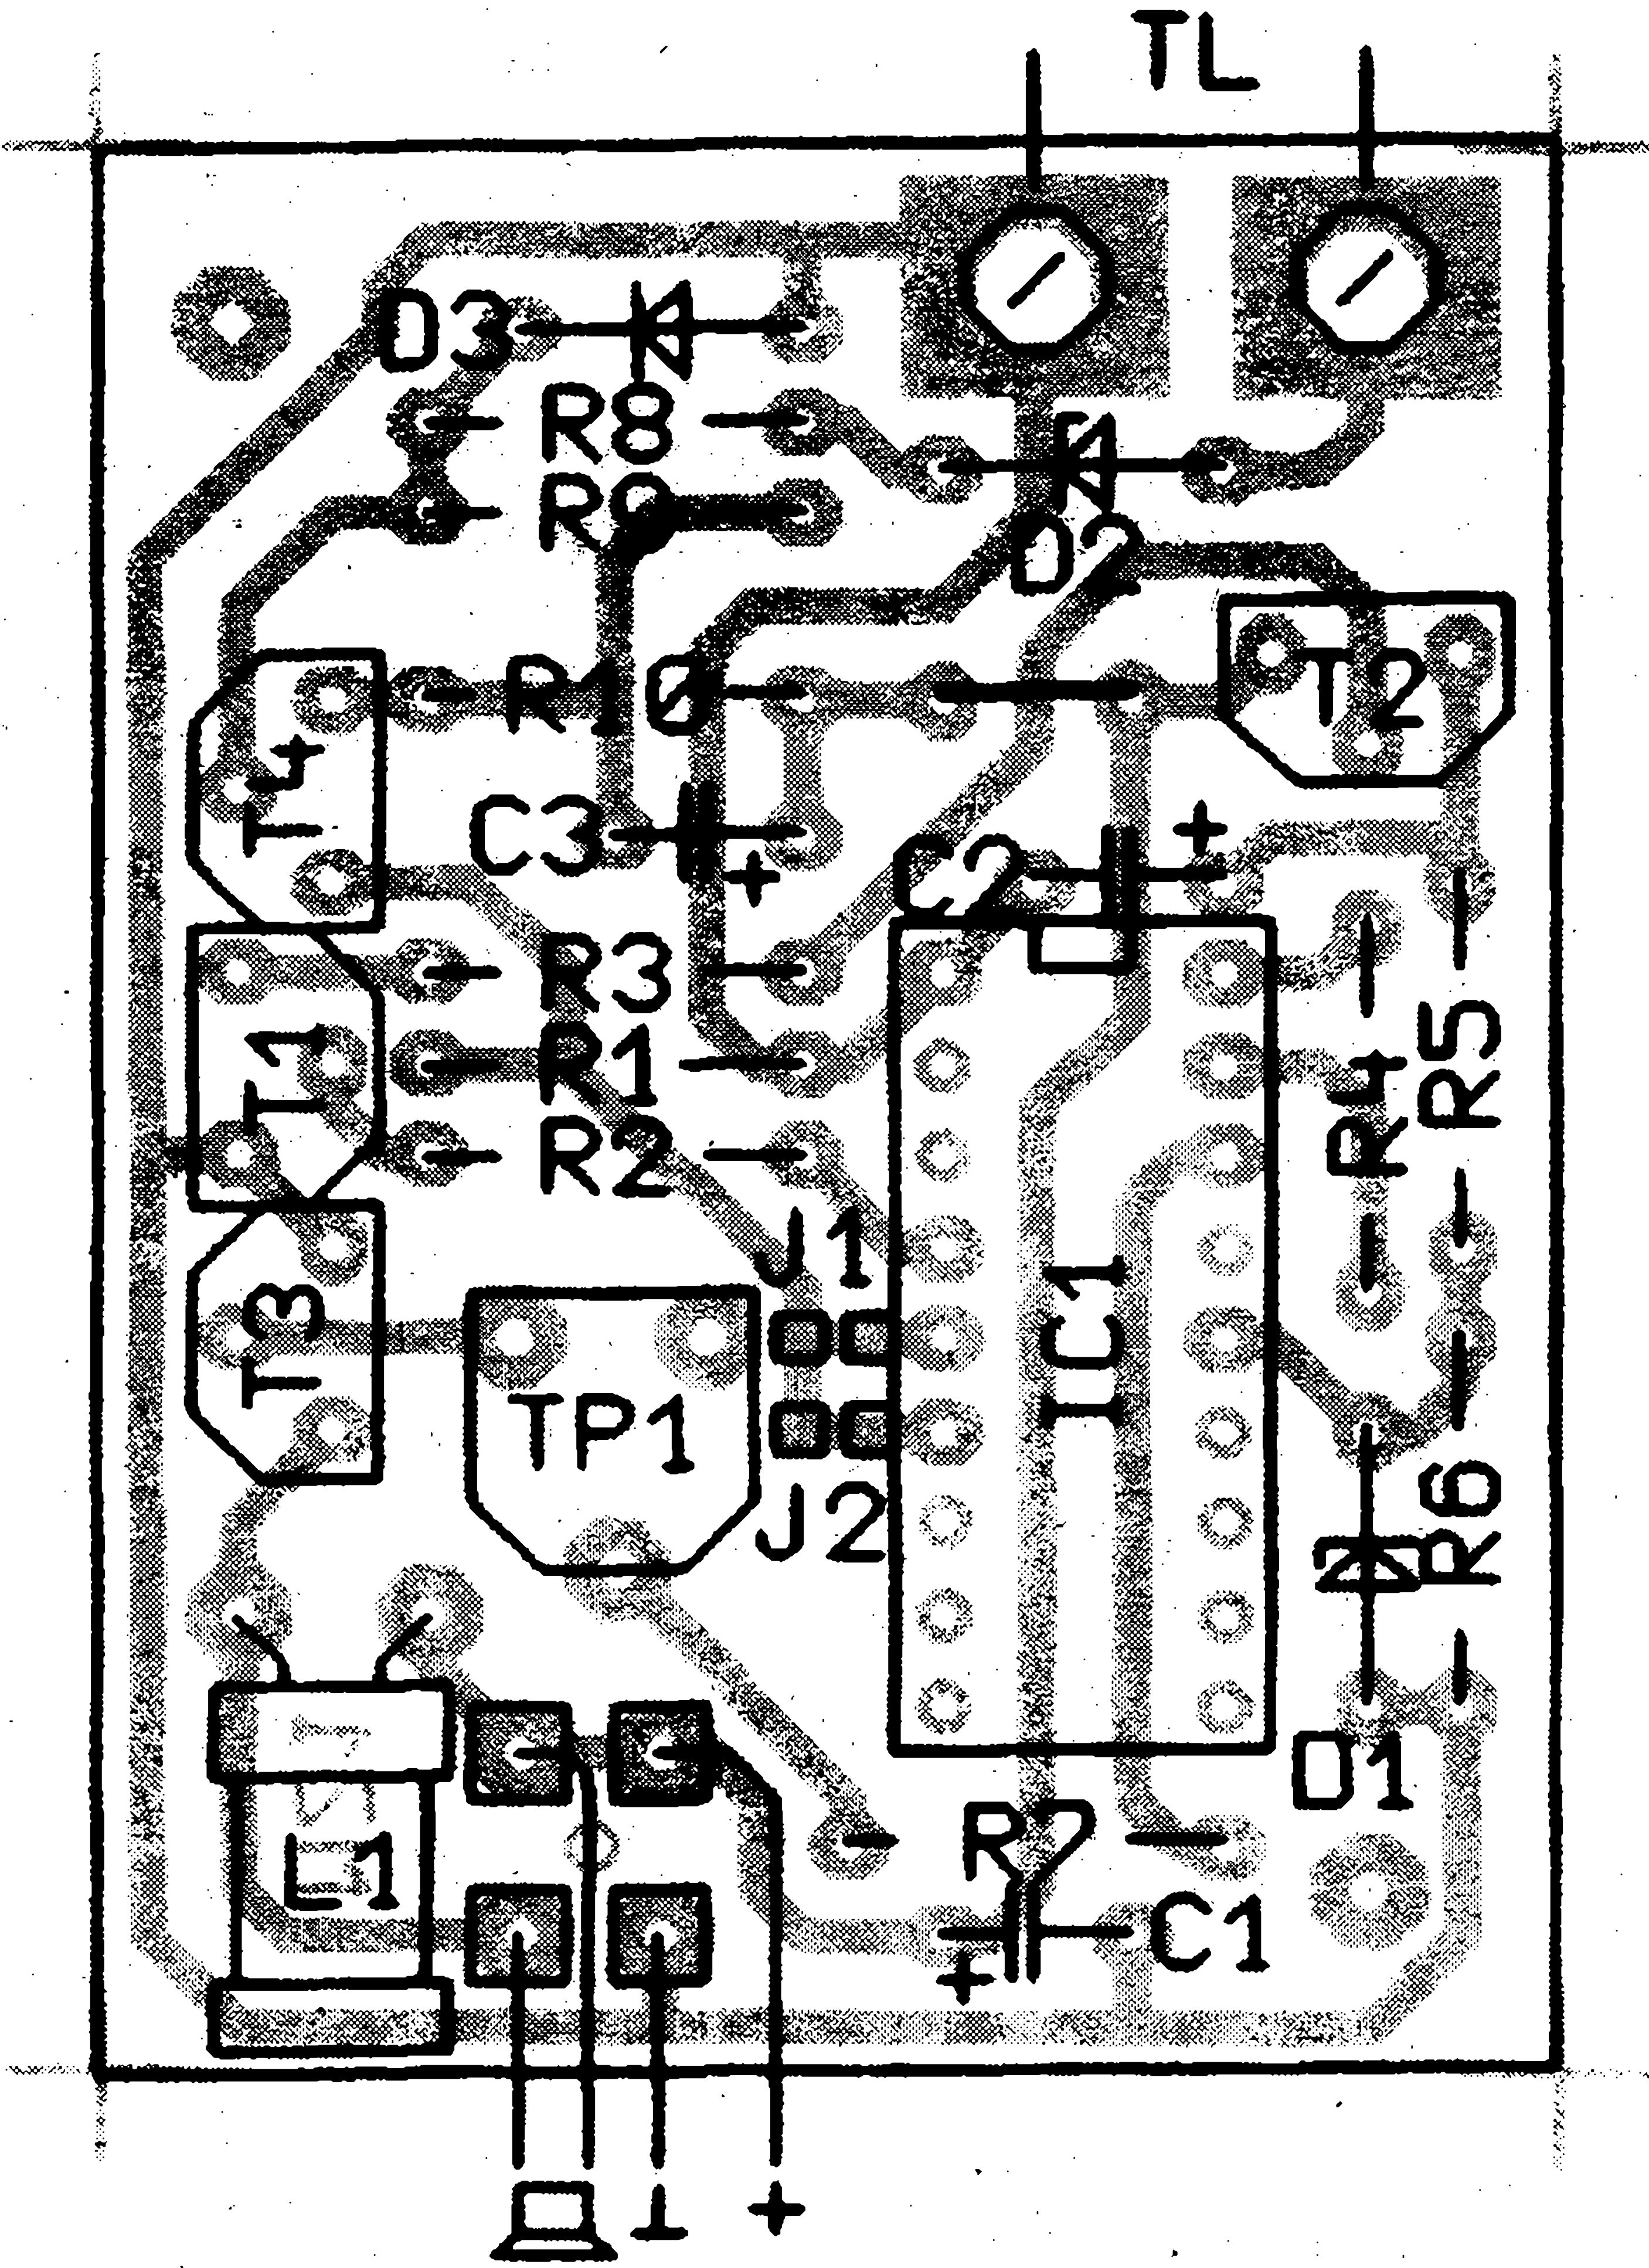 TL
D3
R8
R9
D2
T2
R10
T4
C3
+
C2
+
R3
T1
R1
R2
R4
R5
J1
T3
IC1
TP1
J2
R6
D1
L1
R7
C1
+
+